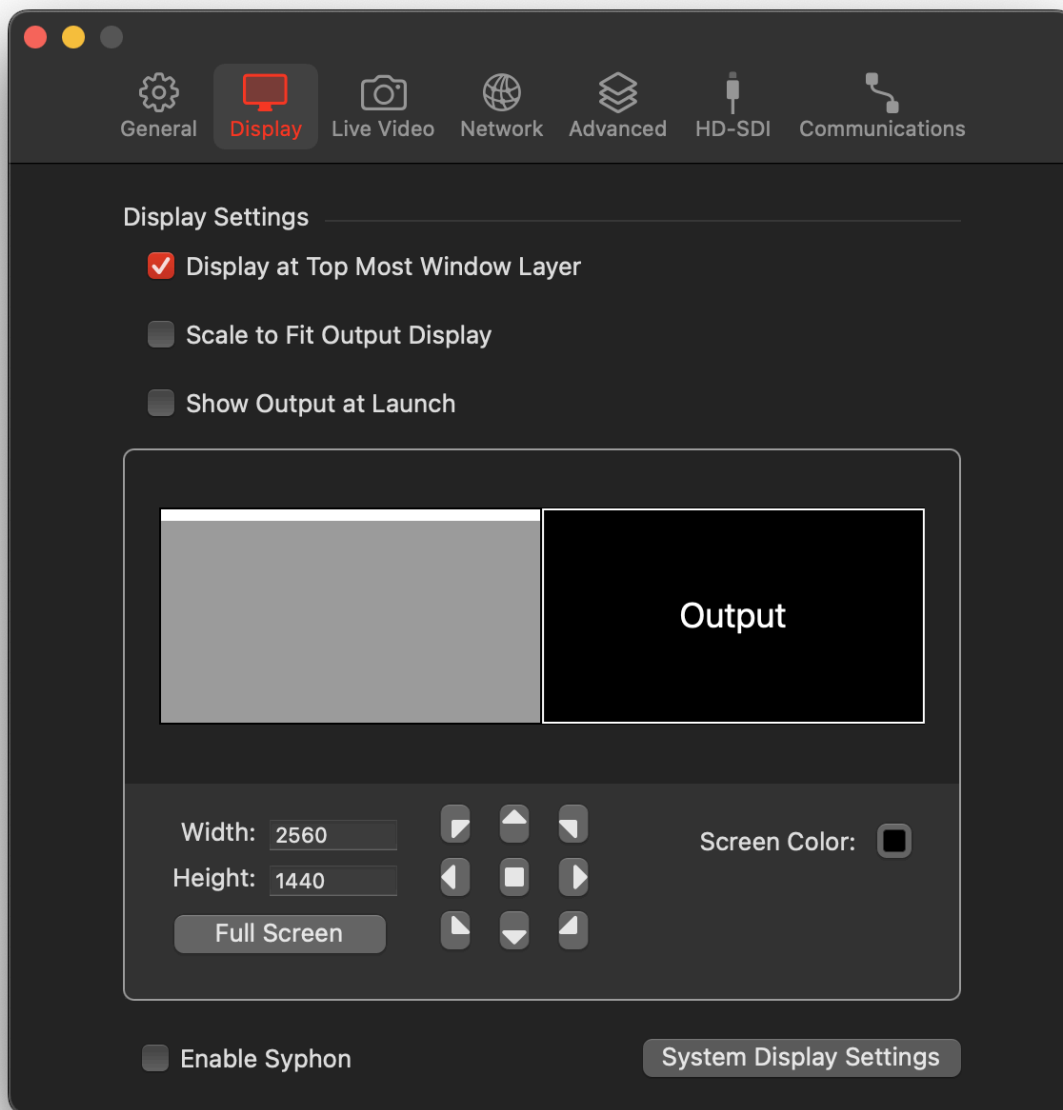 General Display Live Video Network Advanced HD-SDI Communications
Display Settings
Display at Top Most Window Layer
Scale to Fit Output Display
Show Output at Launch
Output
Width: 2560
Height: 1440
Full Screen
Screen Color:
Enable Syphon
System Display Settings